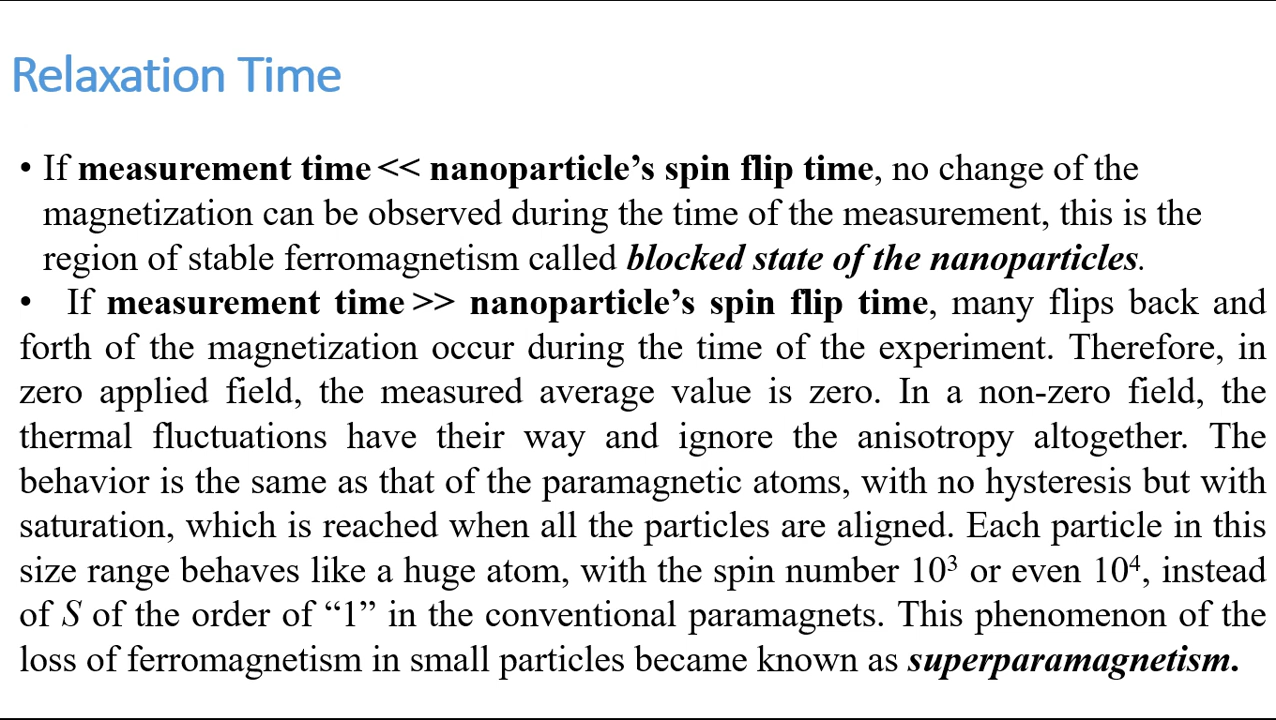 Relaxation Time
• If measurement time << nanoparticle’s spin flip time, no change of the
magnetization can be observed during the time of the measurement, this is the
region of stable ferromagnetism called blocked state of the nanoparticles.
• If measurement time >> nanoparticle’s spin flip time, many flips back and
forth of the magnetization occur during the time of the experiment. Therefore, in
zero applied field, the measured average value is zero. In a non-zero field, the
thermal fluctuations have their way and ignore the anisotropy altogether. The
behavior is the same as that of the paramagnetic atoms, with no hysteresis but with
saturation, which is reached when all the particles are aligned. Each particle in this
size range behaves like a huge atom, with the spin number 10³ or even 10⁴, instead
of S of the order of “1” in the conventional paramagnets. This phenomenon of the
loss of ferromagnetism in small particles became known as superparamagnetism.